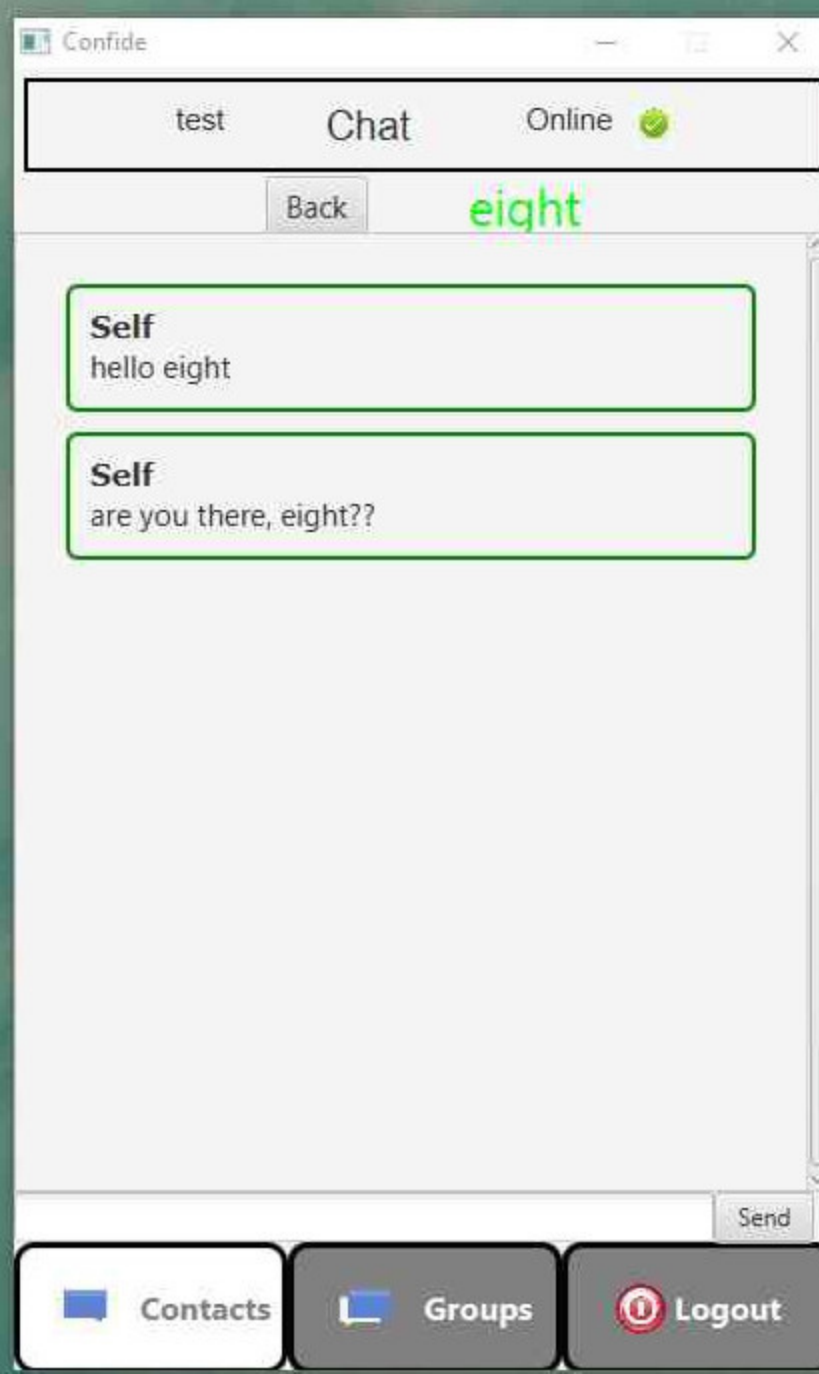 Confide
test Chat Online
Back eight
Self
hello eight
Self
are you there, eight??
Send
Contacts Groups Logout